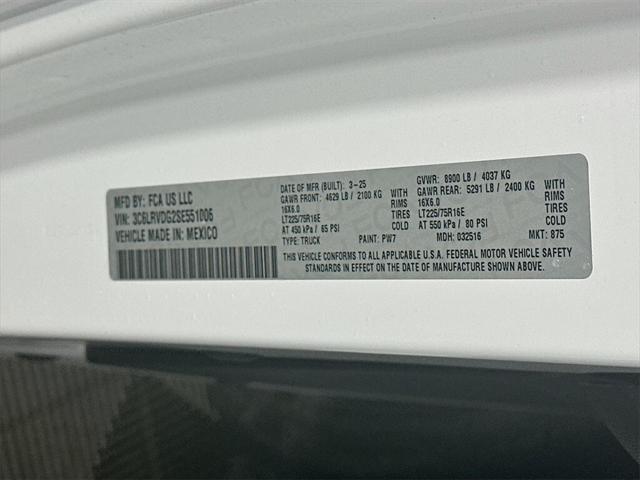 MFD BY: FCA US LLC
VIN: 3C6LRVDG2SE551006
VEHICLE MADE IN: MEXICO
DATE OF MFR (BUILT): 3-25 GVWR: 8900 LB / 4037 KG
GAWR FRONT: 4629 LB / 2100 KG WITH GAWR REAR: 5291 LB / 2400 KG WITH
16X6.0 RIMS 16X6.0 RIMS
LT225/75R16E TIRES LT225/75R16E TIRES
AT 450 kPa / 65 PSI COLD AT 550 kPa / 80 PSI COLD
TYPE: TRUCK PAINT: PW7 MDH: 032516 MKT: 875
THIS VEHICLE CONFORMS TO ALL APPLICABLE U.S.A. FEDERAL MOTOR VEHICLE SAFETY
STANDARDS IN EFFECT ON THE DATE OF MANUFACTURE SHOWN ABOVE.